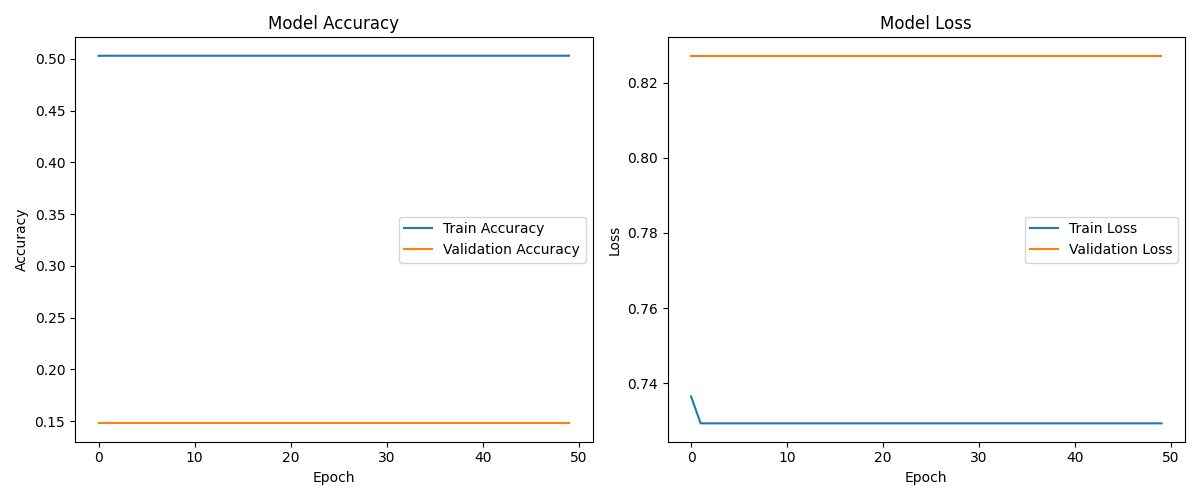 Model Accuracy
Accuracy
0.50
0.45
0.40
0.35
0.30
0.25
0.20
0.15
0 10 20 30 40 50
Epoch
Train Accuracy
Validation Accuracy
Model Loss
Loss
0.82
0.80
0.78
0.76
0.74
0 10 20 30 40 50
Epoch
Train Loss
Validation Loss